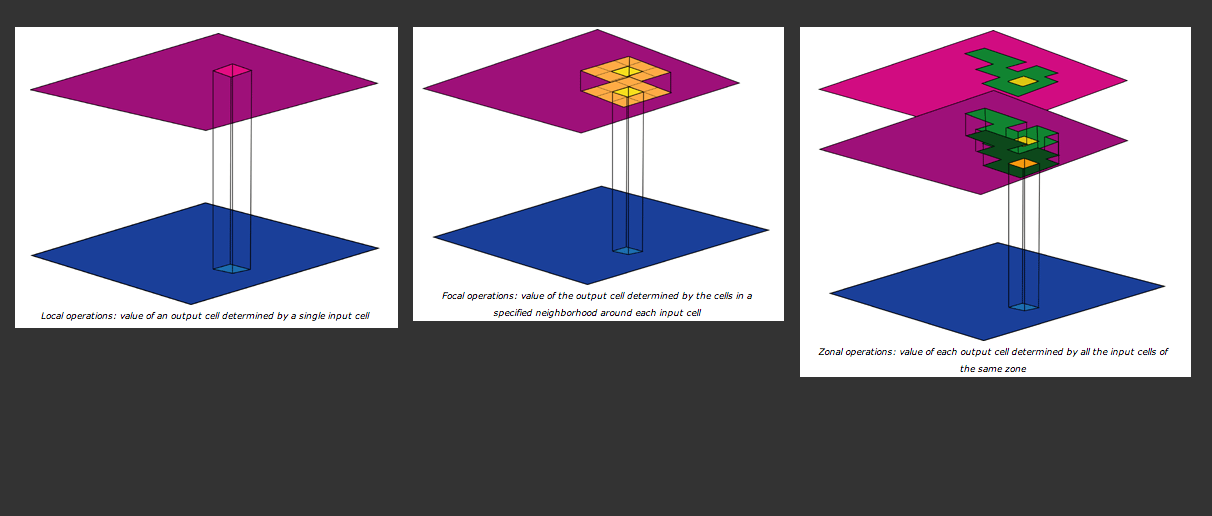 Local operations: value of an output cell determined by a single input cell
Focal operations: value of the output cell determined by the cells in a
specified neighborhood around each input cell
Zonal operations: value of each output cell determined by all the input cells of
the same zone